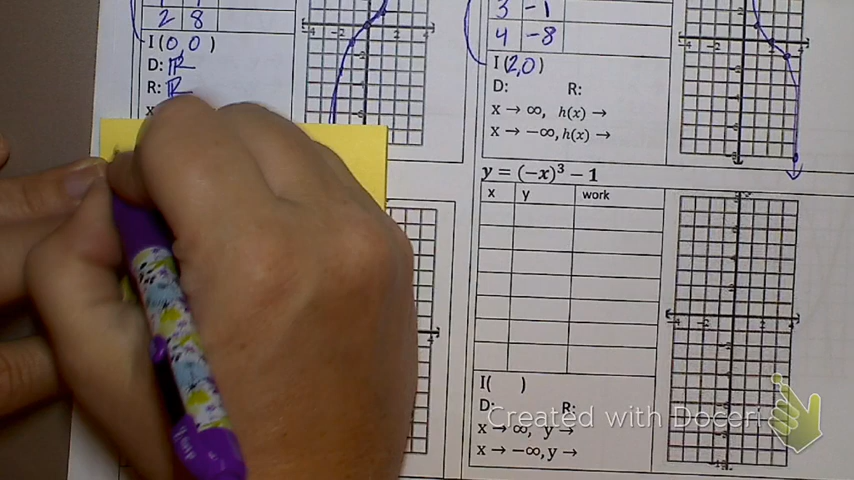 2 8
I(0,0)
D: ℝ
R: ℝ
x
3 -1
4 -8
I(2,0)
D: R:
x → ∞, h(x) →
x → -∞, h(x) →
y = (-x)³ - 1
x y work
I( )
D: R:
x → ∞, y →
x → -∞, y →
Created with Doceri